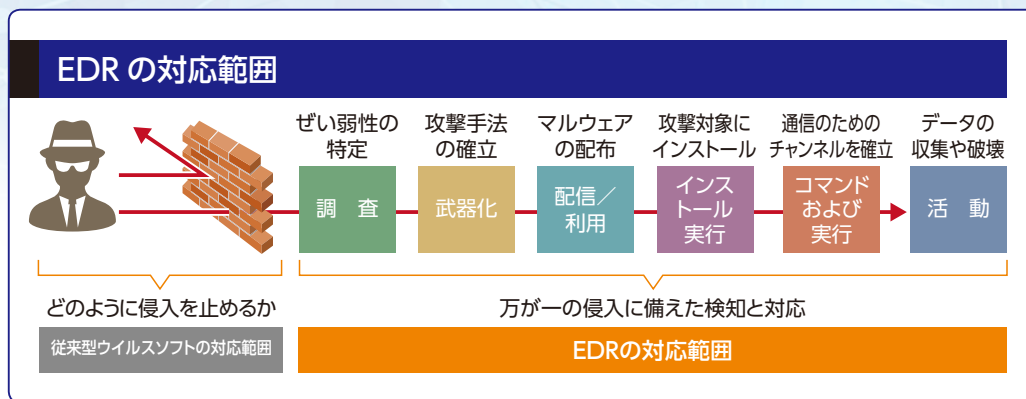 EDR の対応範囲
ぜい弱性の
特定
攻撃手法
の確立
マルウェア
の配布
攻撃対象に
インストール
通信のための
チャンネルを確立
データの
収集や破壊
調 査
武器化
配信／
利用
インス
トール
実行
コマンド
および
実行
活 動
どのように侵入を止めるか
万が一の侵入に備えた検知と対応
従来型ウイルスソフトの対応範囲
EDRの対応範囲